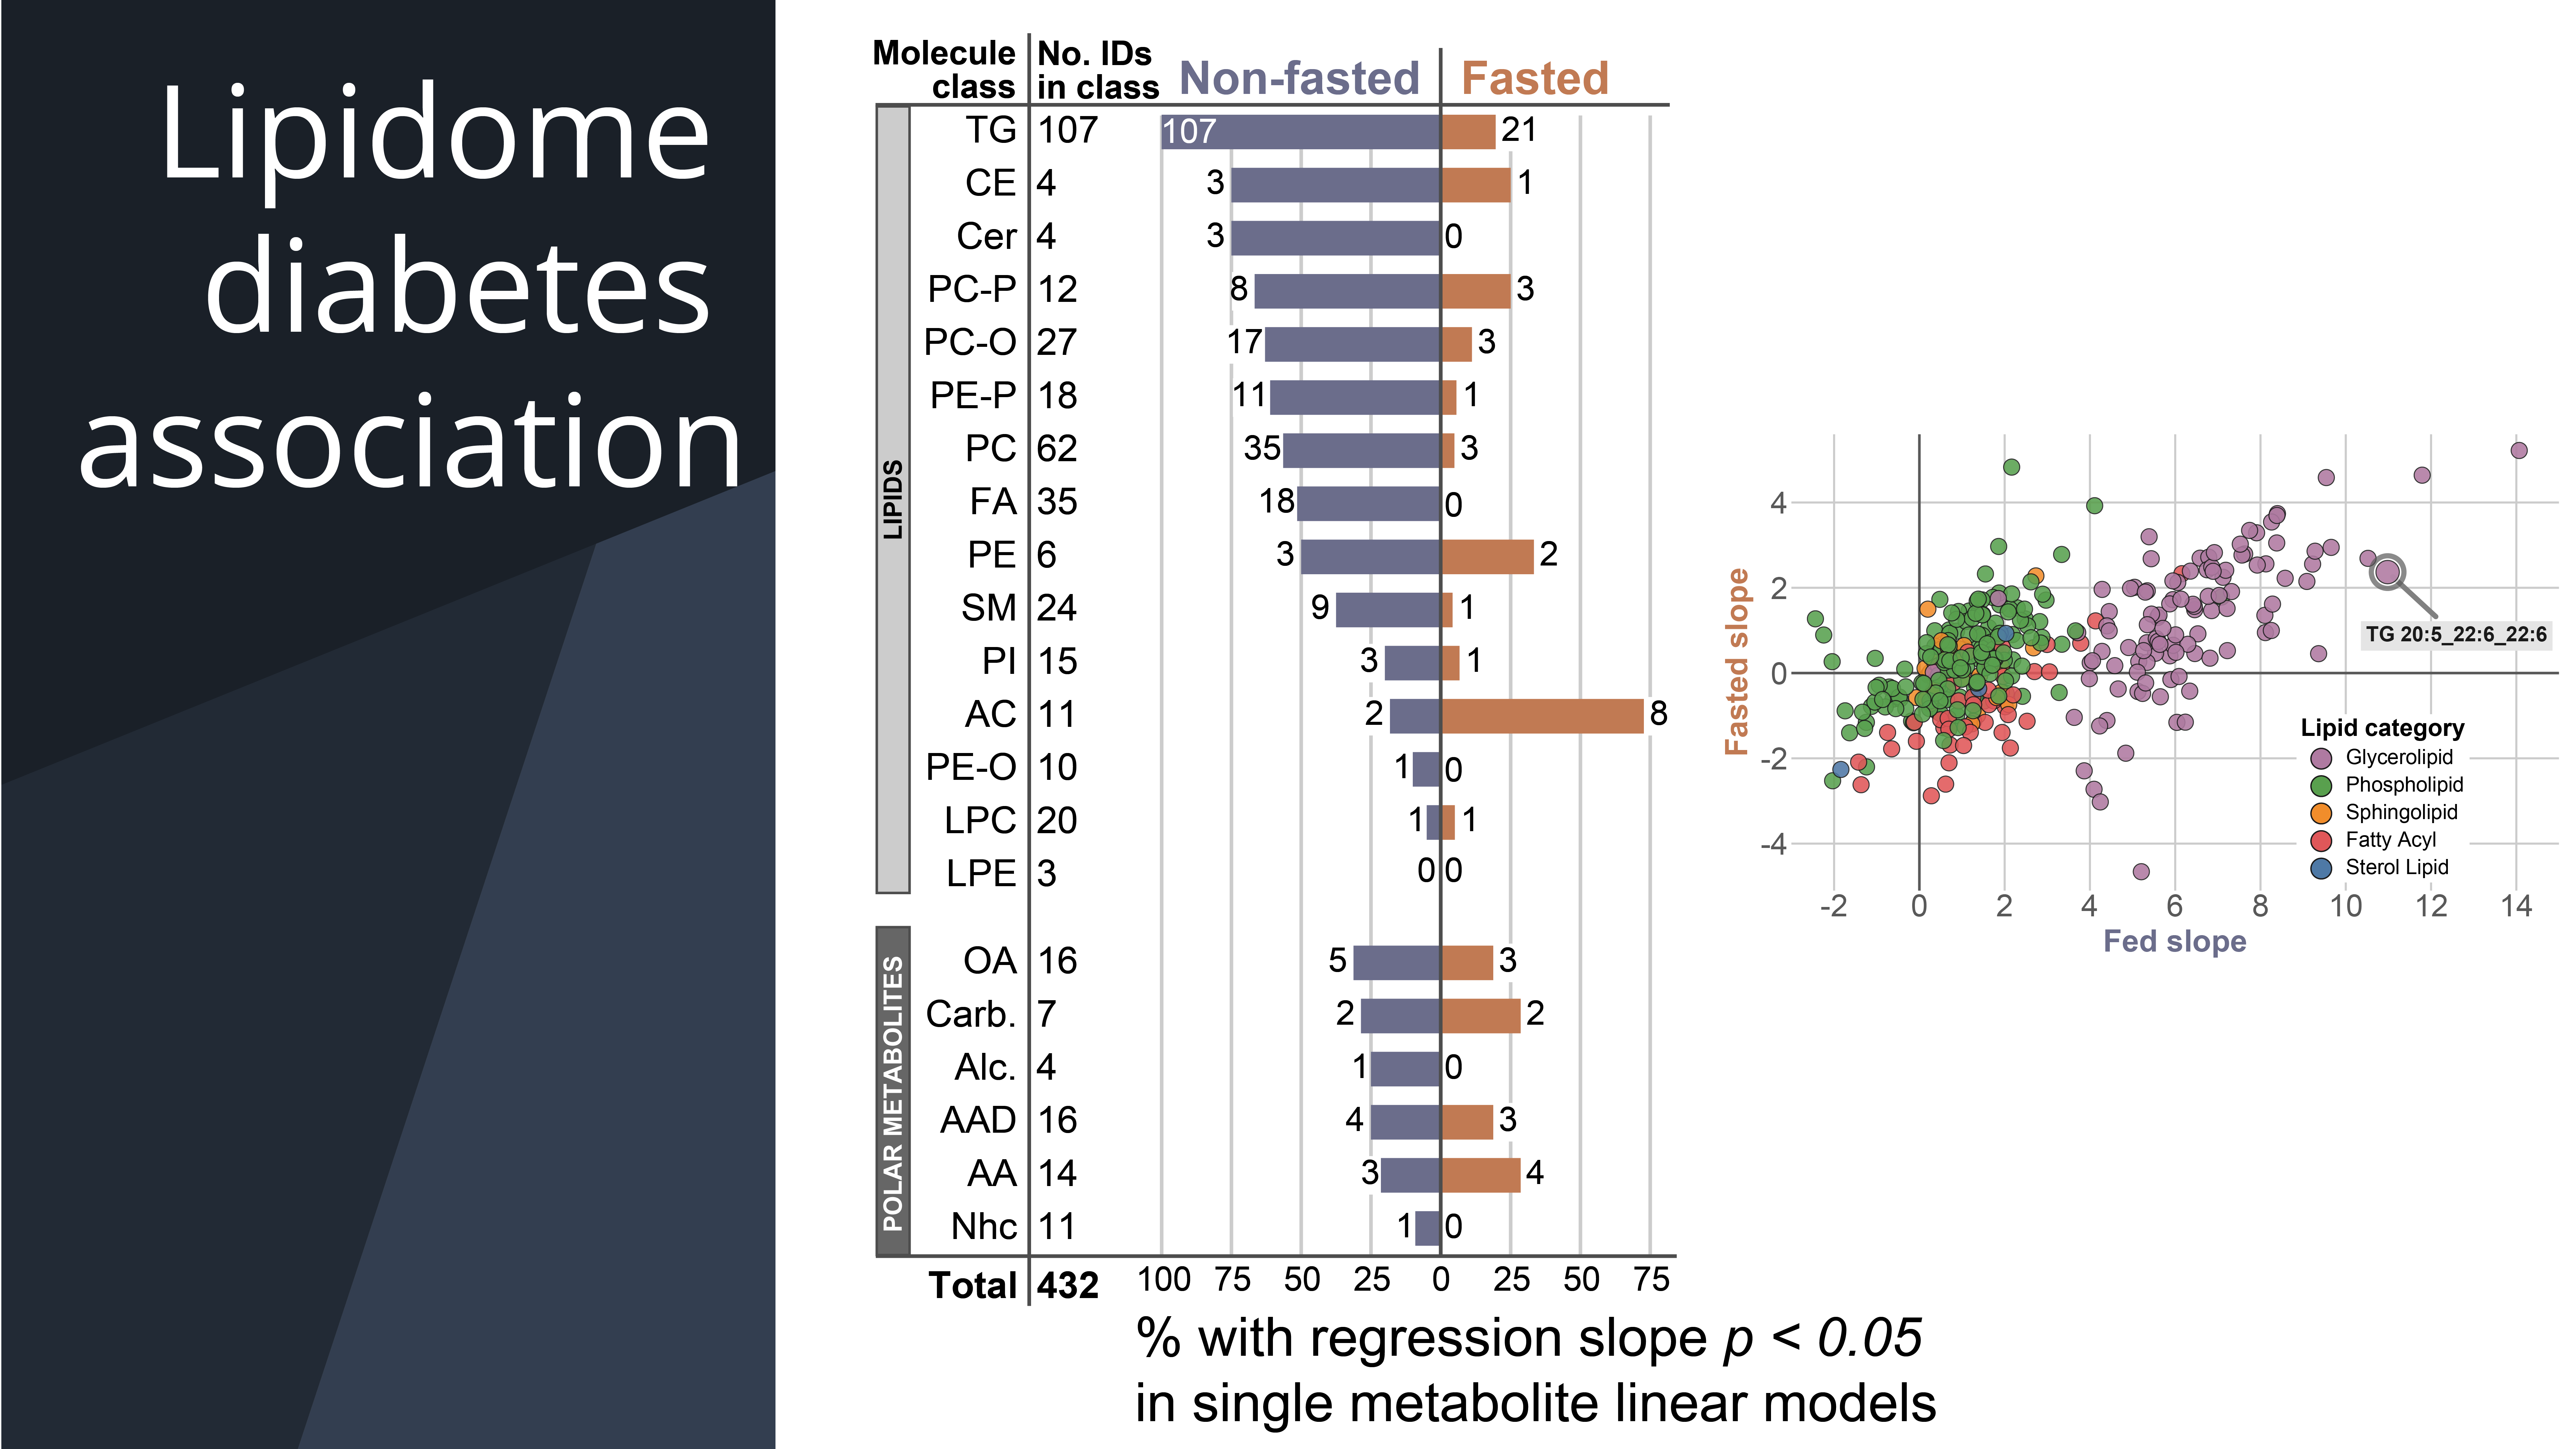 Lipidome
diabetes
association
Molecule class No. IDs in class Non-fasted Fasted
LIPIDS
TG 107 107 21
CE 4 3 1
Cer 4 3 0
PC-P 12 8 3
PC-O 27 17 3
PE-P 18 11 1
PC 62 35 3
FA 35 18 0
PE 6 3 2
SM 24 9 1
PI 15 3 1
AC 11 2 8
PE-O 10 1 0
LPC 20 1 1
LPE 3 0 0
POLAR METABOLITES
OA 16 5 3
Carb. 7 2 2
Alc. 4 1 0
AAD 16 4 3
AA 14 3 4
Nhc 11 1 0
Total 432 100 75 50 25 0 25 50 75
% with regression slope p < 0.05
in single metabolite linear models
Fasted slope
4
2
0
-2
-4
TG 20:5_22:6_22:6
Lipid category
Glycerolipid
Phospholipid
Sphingolipid
Fatty Acyl
Sterol Lipid
-2 0 2 4 6 8 10 12 14
Fed slope